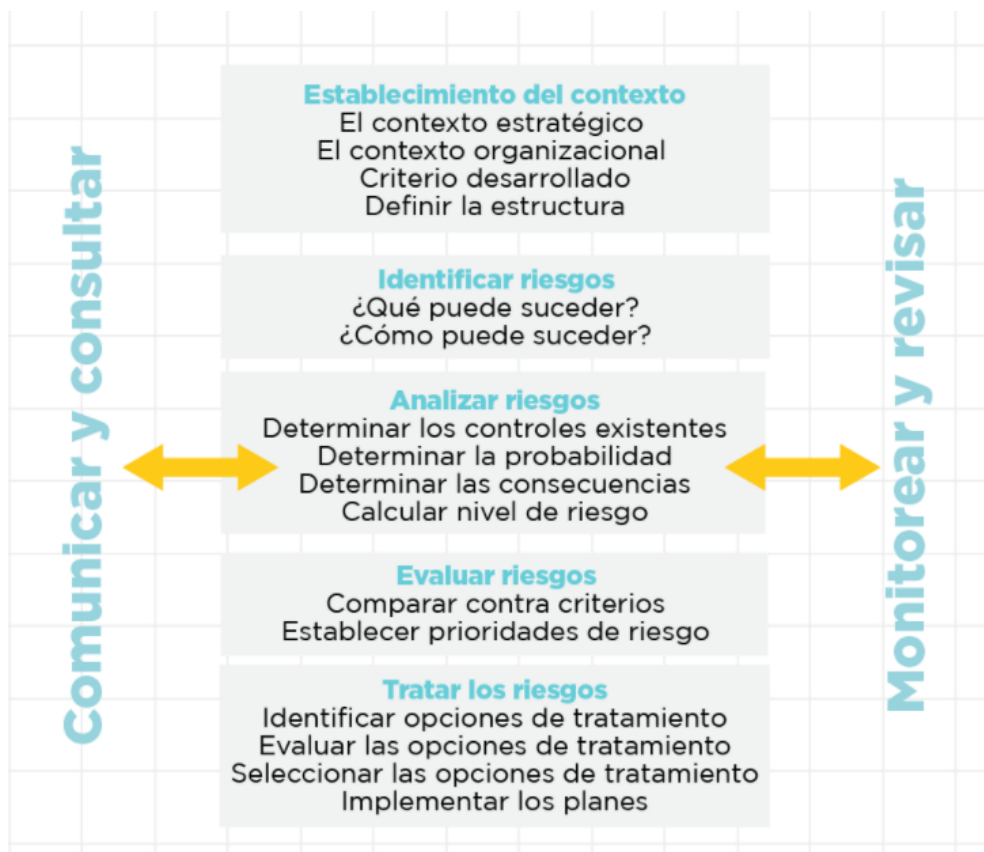 Comunicar y consultar
Establecimiento del contexto
El contexto estratégico
El contexto organizacional
Criterio desarrollado
Definir la estructura
Identificar riesgos
¿Qué puede suceder?
¿Cómo puede suceder?
Analizar riesgos
Determinar los controles existentes
Determinar la probabilidad
Determinar las consecuencias
Calcular nivel de riesgo
Evaluar riesgos
Comparar contra criterios
Establecer prioridades de riesgo
Tratar los riesgos
Identificar opciones de tratamiento
Evaluar las opciones de tratamiento
Seleccionar las opciones de tratamiento
Implementar los planes
Monitorear y revisar